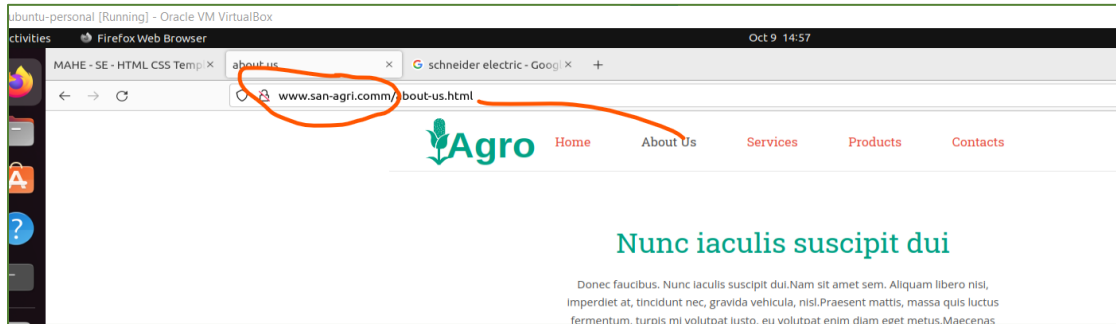 ubuntu-personal [Running] - Oracle VM VirtualBox
ctivities Firefox Web Browser Oct 9 14:57
MAHE - SE - HTML CSS Templ × about us × G schneider electric - Googl × +
www.san-agri.comm/about-us.html
Agro Home About Us Services Products Contacts
Nunc iaculis suscipit dui
Donec faucibus. Nunc iaculis suscipit dui.Nam sit amet sem. Aliquam libero nisi,
imperdiet at, tincidunt nec, gravida vehicula, nisl.Praesent mattis, massa quis luctus
fermentum, turpis mi volutpat justo, eu volutpat enim diam eget metus.Maecenas